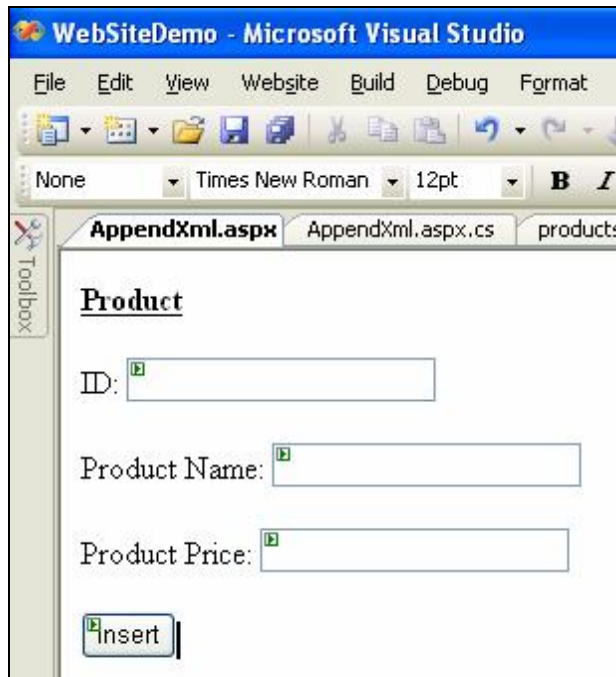 WebSiteDemo - Microsoft Visual Studio
File Edit View Website Build Debug Format
None Times New Roman 12pt B I
AppendXml.aspx AppendXml.aspx.cs products
Toolbox
Product
ID:
Product Name:
Product Price:
Insert